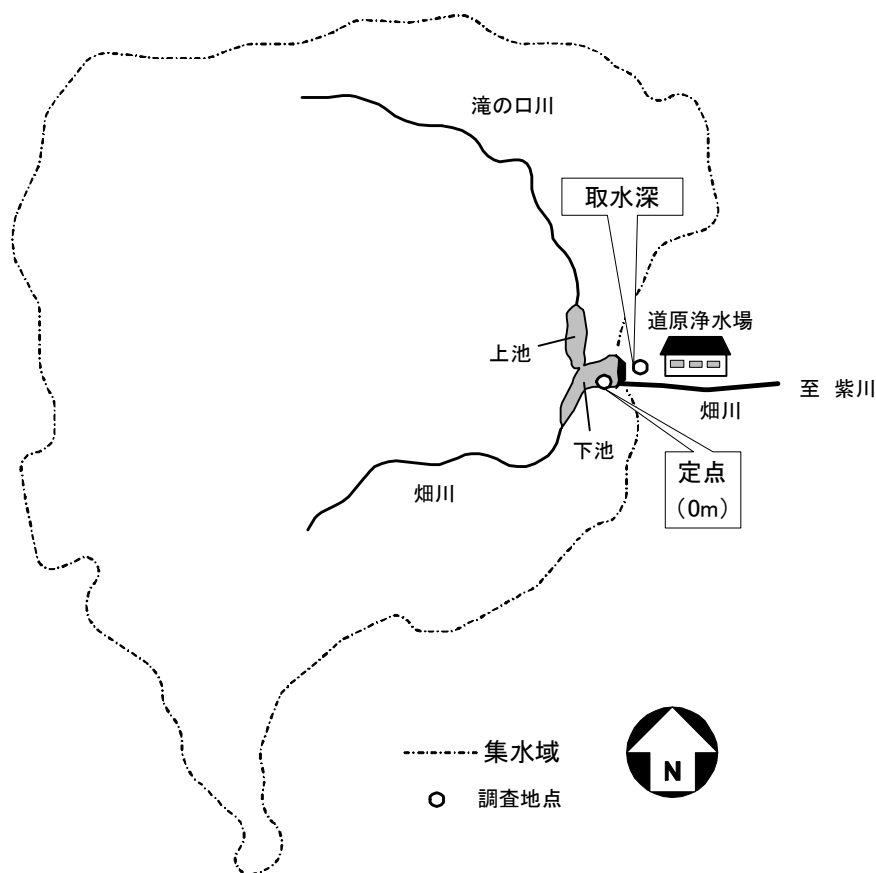 滝の口川
取水深
道原浄水場
上池
至 紫川
畑川
下池
定点
（0m）
畑川
集水域
N
調査地点